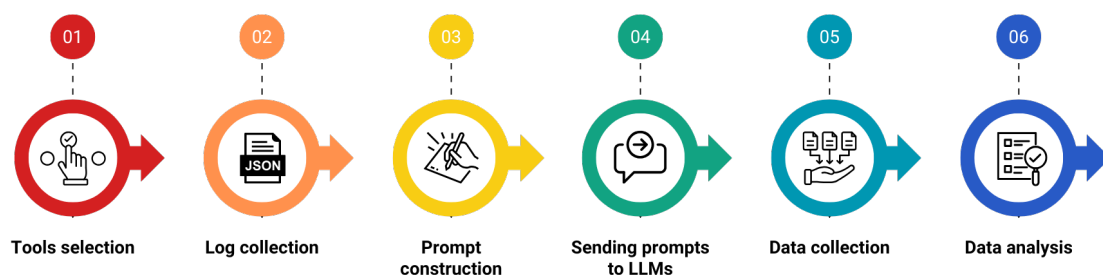 01
02
03
04
05
06
JSON
Tools selection
Log collection
Prompt
construction
Sending prompts
to LLMs
Data collection
Data analysis